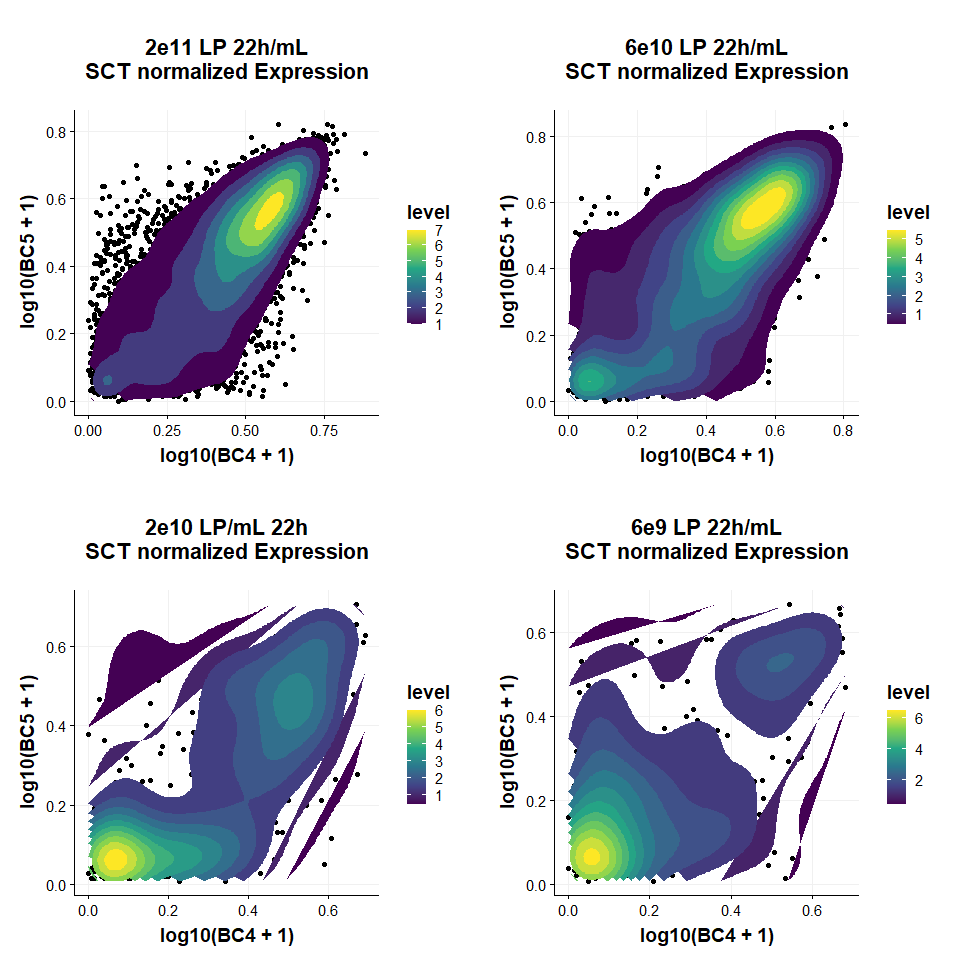 2e11 LP 22h/mL
SCT normalized Expression
log10(BC5 + 1)
0.8
0.6
0.4
0.2
0.0
0.00
0.25
0.50
0.75
log10(BC4 + 1)
level
7
6
5
4
3
2
1
6e10 LP 22h/mL
SCT normalized Expression
log10(BC5 + 1)
0.8
0.6
0.4
0.2
0.0
0.0
0.2
0.4
0.6
0.8
log10(BC4 + 1)
level
5
4
3
2
1
2e10 LP/mL 22h
SCT normalized Expression
log10(BC5 + 1)
0.6
0.4
0.2
0.0
0.0
0.2
0.4
0.6
log10(BC4 + 1)
level
6
5
4
3
2
1
6e9 LP 22h/mL
SCT normalized Expression
log10(BC5 + 1)
0.6
0.4
0.2
0.0
0.0
0.2
0.4
0.6
log10(BC4 + 1)
level
6
4
2